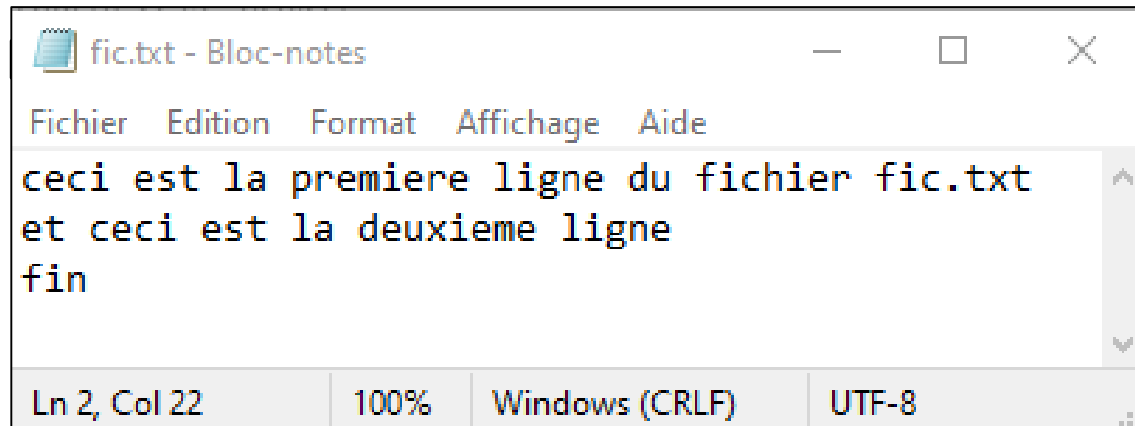 fic.txt - Bloc-notes
Fichier Edition Format Affichage Aide
ceci est la premiere ligne du fichier fic.txt
et ceci est la deuxieme ligne
fin
Ln 2, Col 22 100% Windows (CRLF) UTF-8